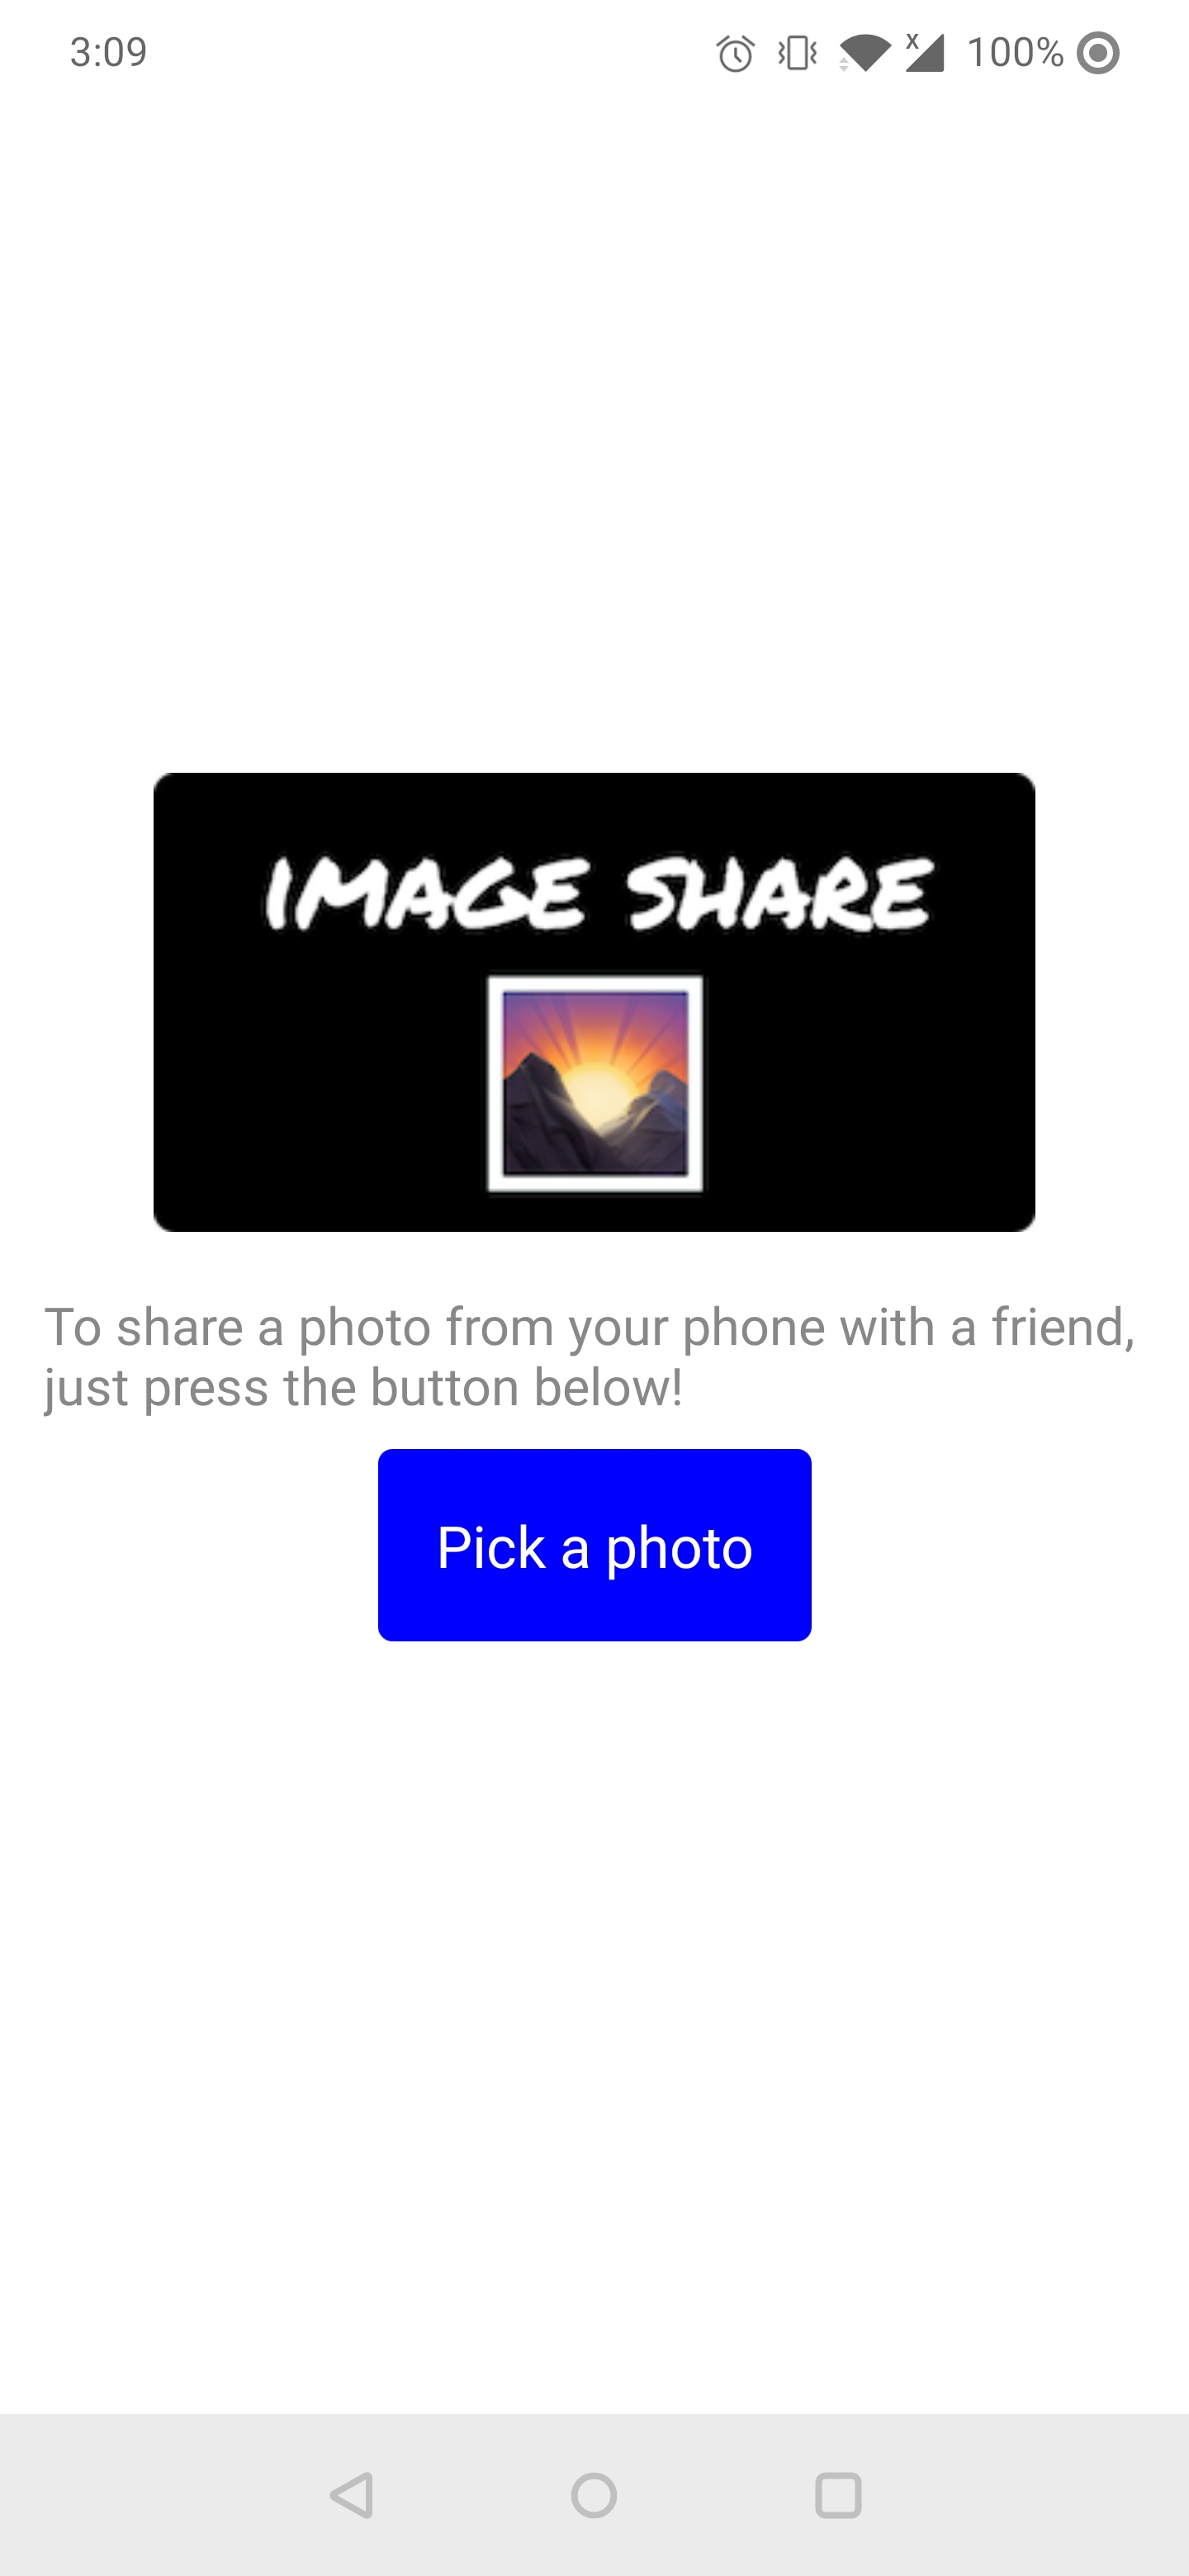 3:09
x 100%
IMAGE SHARE
To share a photo from your phone with a friend,
just press the button below!
Pick a photo